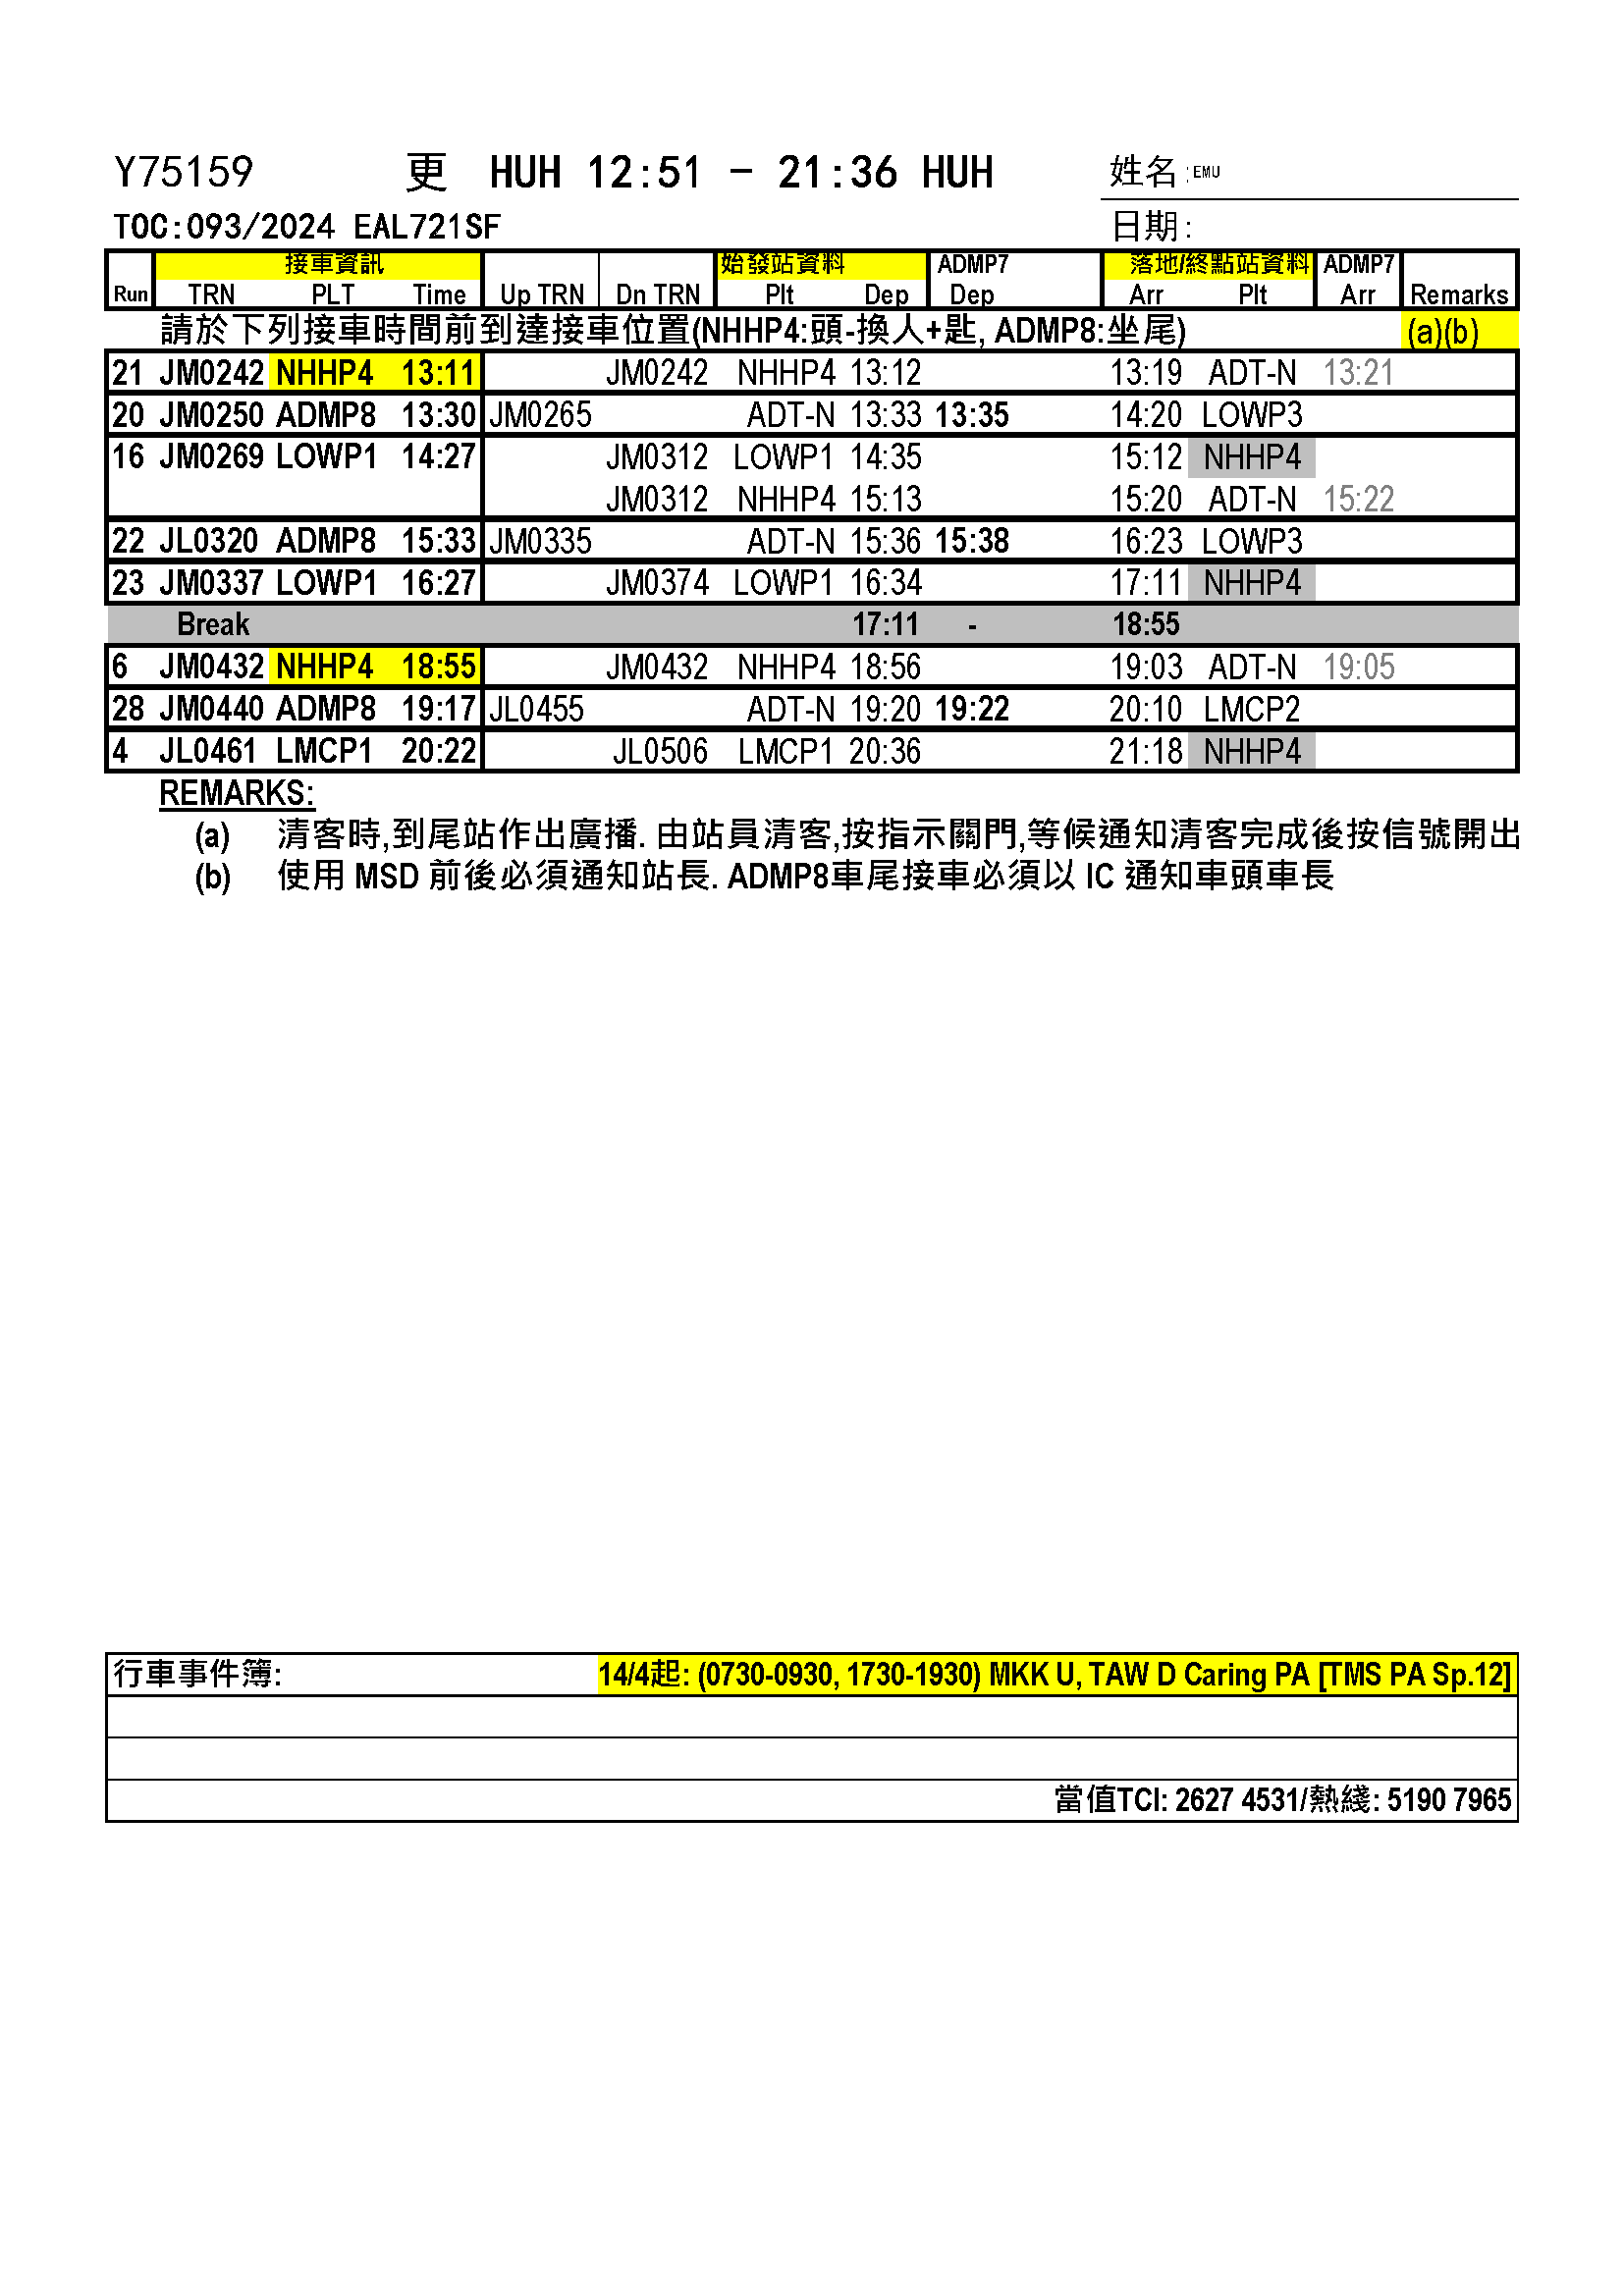 Y75159 更 HUH 12:51 - 21:36 HUH 姓名:EMU
TOC:093/2024 EAL721SF 日期:
接車資訊 始發站資料 ADMP7 落地/終點站資料 ADMP7
Run TRN PLT Time Up TRN Dn TRN Plt Dep Dep Arr Plt Arr Remarks
請於下列接車時間前到達接車位置(NHHP4:頭-換人+匙, ADMP8:坐尾) (a)(b)
21 JM0242 NHHP4 13:11 JM0242 NHHP4 13:12 13:19 ADT-N 13:21
20 JM0250 ADMP8 13:30 JM0265 ADT-N 13:33 13:35 14:20 LOWP3
16 JM0269 LOWP1 14:27 JM0312 LOWP1 14:35 15:12 NHHP4
JM0312 NHHP4 15:13 15:20 ADT-N 15:22
22 JL0320 ADMP8 15:33 JM0335 ADT-N 15:36 15:38 16:23 LOWP3
23 JM0337 LOWP1 16:27 JM0374 LOWP1 16:34 17:11 NHHP4
Break 17:11 - 18:55
6 JM0432 NHHP4 18:55 JM0432 NHHP4 18:56 19:03 ADT-N 19:05
28 JM0440 ADMP8 19:17 JL0455 ADT-N 19:20 19:22 20:10 LMCP2
4 JL0461 LMCP1 20:22 JL0506 LMCP1 20:36 21:18 NHHP4
REMARKS:
(a) 清客時,到尾站作出廣播. 由站員清客,按指示關門,等候通知清客完成後按信號開出
(b) 使用 MSD 前後必須通知站長. ADMP8車尾接車必須以 IC 通知車頭車長
行車事件簿: 14/4起: (0730-0930, 1730-1930) MKK U, TAW D Caring PA [TMS PA Sp.12]
當值TCI: 2627 4531/熱綫: 5190 7965